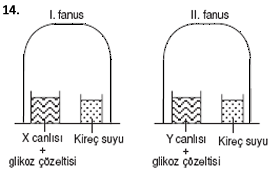 14.
I. fanus
II. fanus
X canlısı
+
glikoz çözeltisi
Kireç suyu
Y canlısı
+
glikoz çözeltisi
Kireç suyu